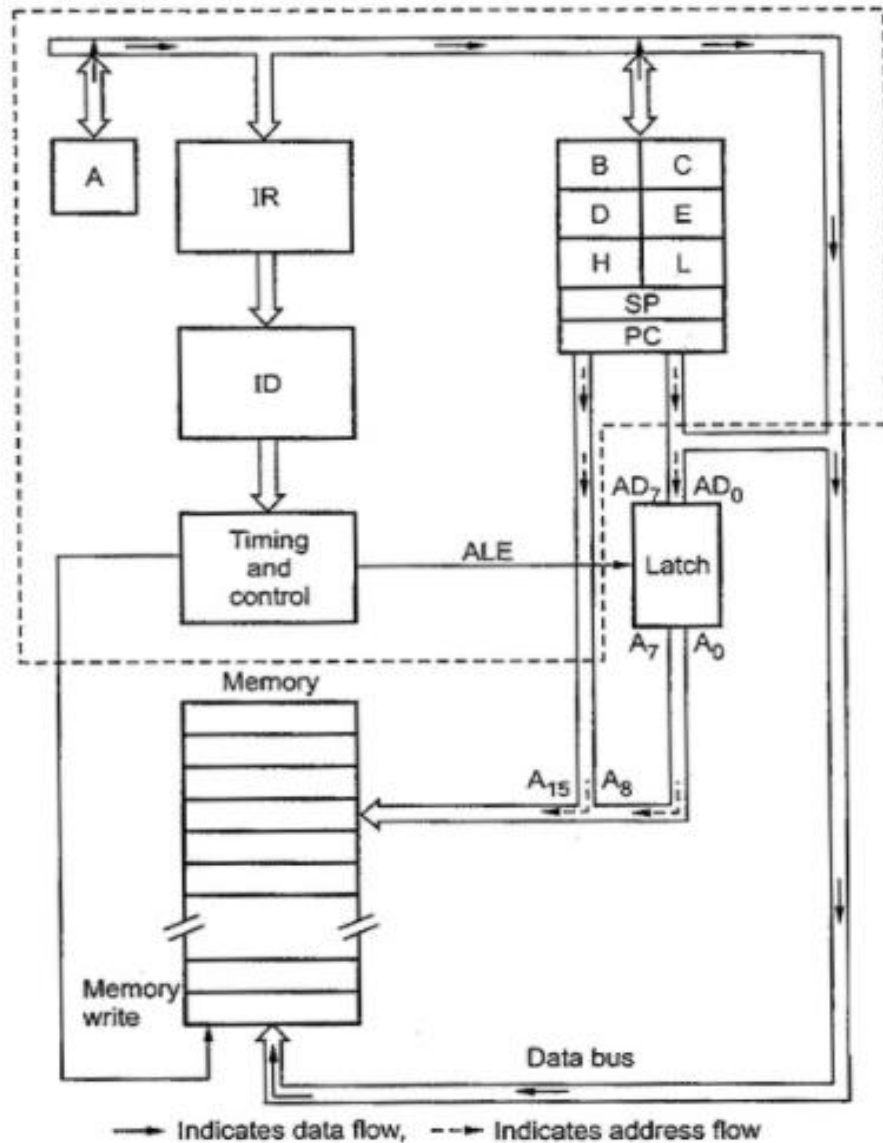 A
IR
B C
D E
H L
SP
PC
ID
AD7 AD0
Timing
and
control
ALE
Latch
A7 A0
Memory
A15 A8
Memory
write
Data bus
Indicates data flow, Indicates address flow